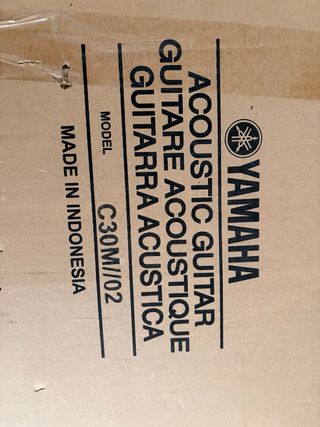 YAMAHA
ACOUSTIC GUITAR
GUITARE ACOUSTIQUE
GUITARRA ACUSTICA
MODEL C30M//02
MADE IN INDONESIA